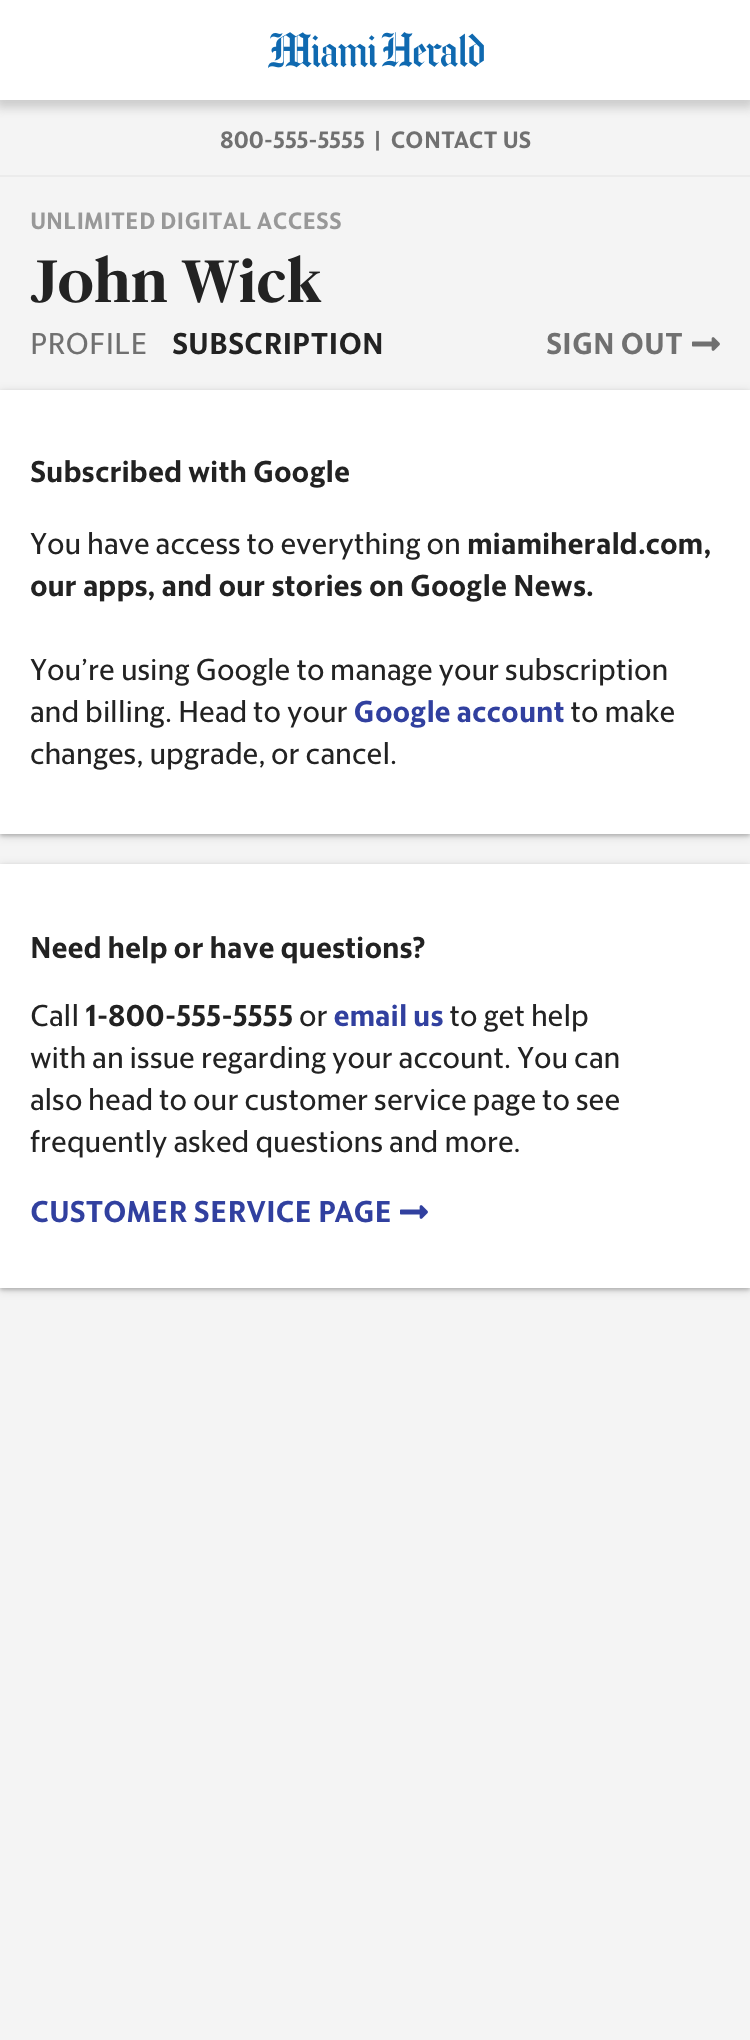 Miami Herald
800-555-5555 | CONTACT US
UNLIMITED DIGITAL ACCESS
John Wick
PROFILE SUBSCRIPTION SIGN OUT →
Subscribed with Google
You have access to everything on miamiherald.com,
our apps, and our stories on Google News.
You’re using Google to manage your subscription
and billing. Head to your Google account to make
changes, upgrade, or cancel.
Need help or have questions?
Call 1-800-555-5555 or email us to get help
with an issue regarding your account. You can
also head to our customer service page to see
frequently asked questions and more.
CUSTOMER SERVICE PAGE →